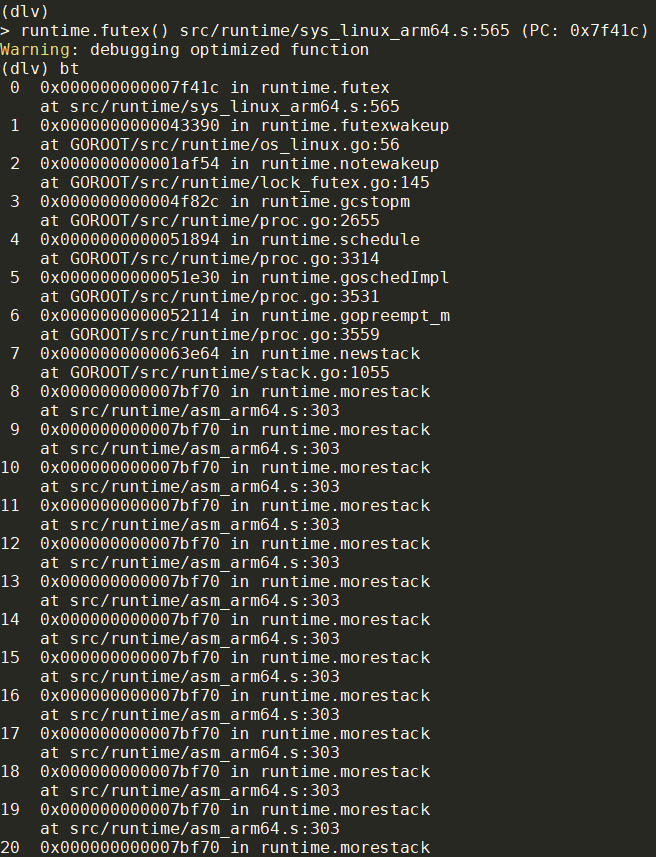 (dlv)
> runtime.futex() src/runtime/sys_linux_arm64.s:565 (PC: 0x7f41c)
Warning: debugging optimized function
(dlv) bt
 0  0x000000000007f41c in runtime.futex
    at src/runtime/sys_linux_arm64.s:565
 1  0x0000000000043390 in runtime.futexwakeup
    at GOROOT/src/runtime/os_linux.go:56
 2  0x000000000001af54 in runtime.notewakeup
    at GOROOT/src/runtime/lock_futex.go:145
 3  0x000000000004f82c in runtime.gcstopm
    at GOROOT/src/runtime/proc.go:2655
 4  0x0000000000051894 in runtime.schedule
    at GOROOT/src/runtime/proc.go:3314
 5  0x0000000000051e30 in runtime.goschedImpl
    at GOROOT/src/runtime/proc.go:3531
 6  0x0000000000052114 in runtime.gopreempt_m
    at GOROOT/src/runtime/proc.go:3559
 7  0x0000000000063e64 in runtime.newstack
    at GOROOT/src/runtime/stack.go:1055
 8  0x000000000007bf70 in runtime.morestack
    at src/runtime/asm_arm64.s:303
 9  0x000000000007bf70 in runtime.morestack
    at src/runtime/asm_arm64.s:303
10  0x000000000007bf70 in runtime.morestack
    at src/runtime/asm_arm64.s:303
11  0x000000000007bf70 in runtime.morestack
    at src/runtime/asm_arm64.s:303
12  0x000000000007bf70 in runtime.morestack
    at src/runtime/asm_arm64.s:303
13  0x000000000007bf70 in runtime.morestack
    at src/runtime/asm_arm64.s:303
14  0x000000000007bf70 in runtime.morestack
    at src/runtime/asm_arm64.s:303
15  0x000000000007bf70 in runtime.morestack
    at src/runtime/asm_arm64.s:303
16  0x000000000007bf70 in runtime.morestack
    at src/runtime/asm_arm64.s:303
17  0x000000000007bf70 in runtime.morestack
    at src/runtime/asm_arm64.s:303
18  0x000000000007bf70 in runtime.morestack
    at src/runtime/asm_arm64.s:303
19  0x000000000007bf70 in runtime.morestack
    at src/runtime/asm_arm64.s:303
20  0x000000000007bf70 in runtime.morestack